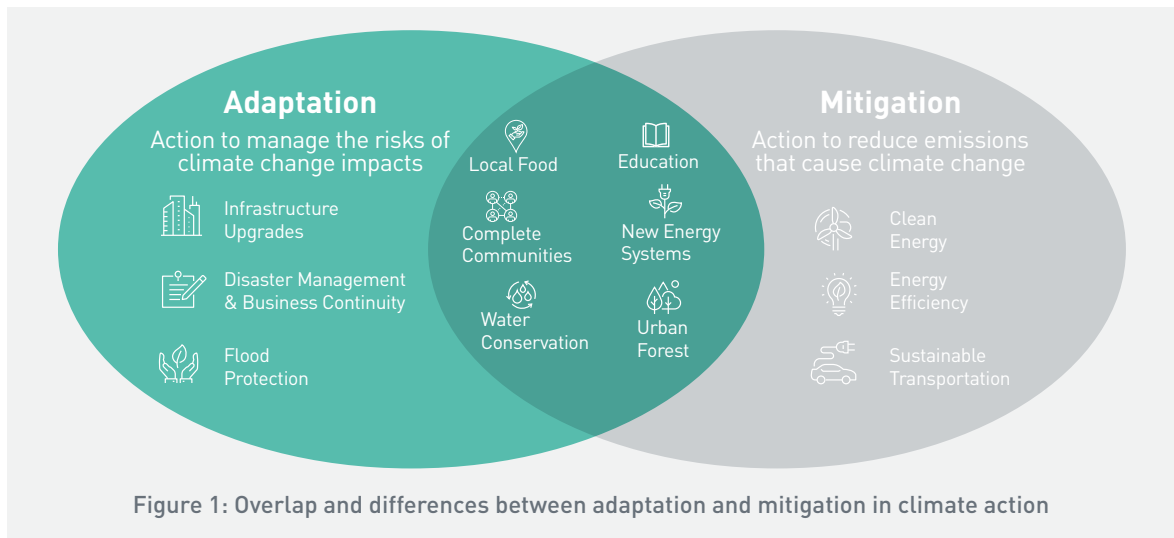 Adaptation
Action to manage the risks of
climate change impacts
Infrastructure
Upgrades
Disaster Management
& Business Continuity
Flood
Protection
Local Food
Education
Complete
Communities
New Energy
Systems
Water
Conservation
Urban
Forest
Mitigation
Action to reduce emissions
that cause climate change
Clean
Energy
Energy
Efficiency
Sustainable
Transportation
Figure 1: Overlap and differences between adaptation and mitigation in climate action